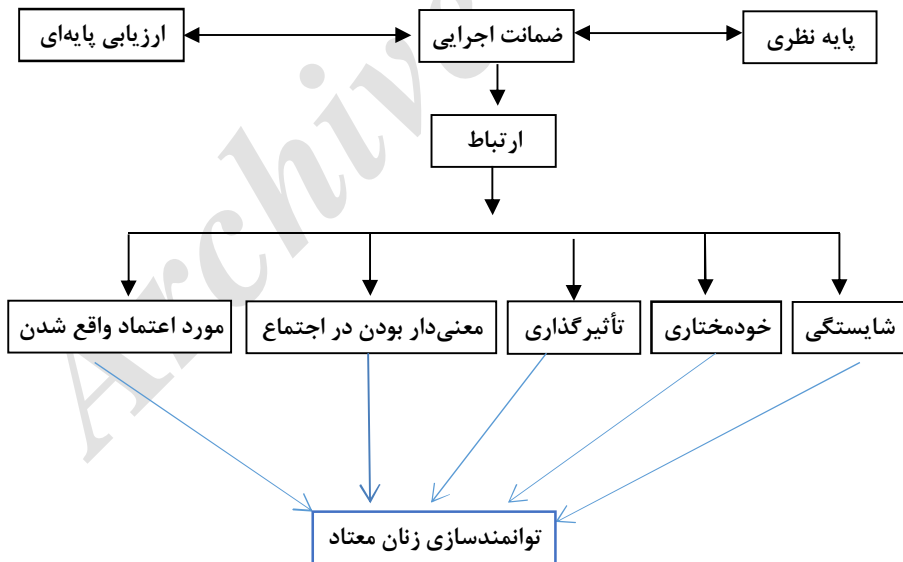 پایه نظری
ضمانت اجرایی
ارزیابی پایه‌ای
ارتباط
شایستگی
خودمختاری
تأثیرگذاری
معنی‌دار بودن در اجتماع
مورد اعتماد واقع شدن
توانمندسازی زنان معتاد
Archive